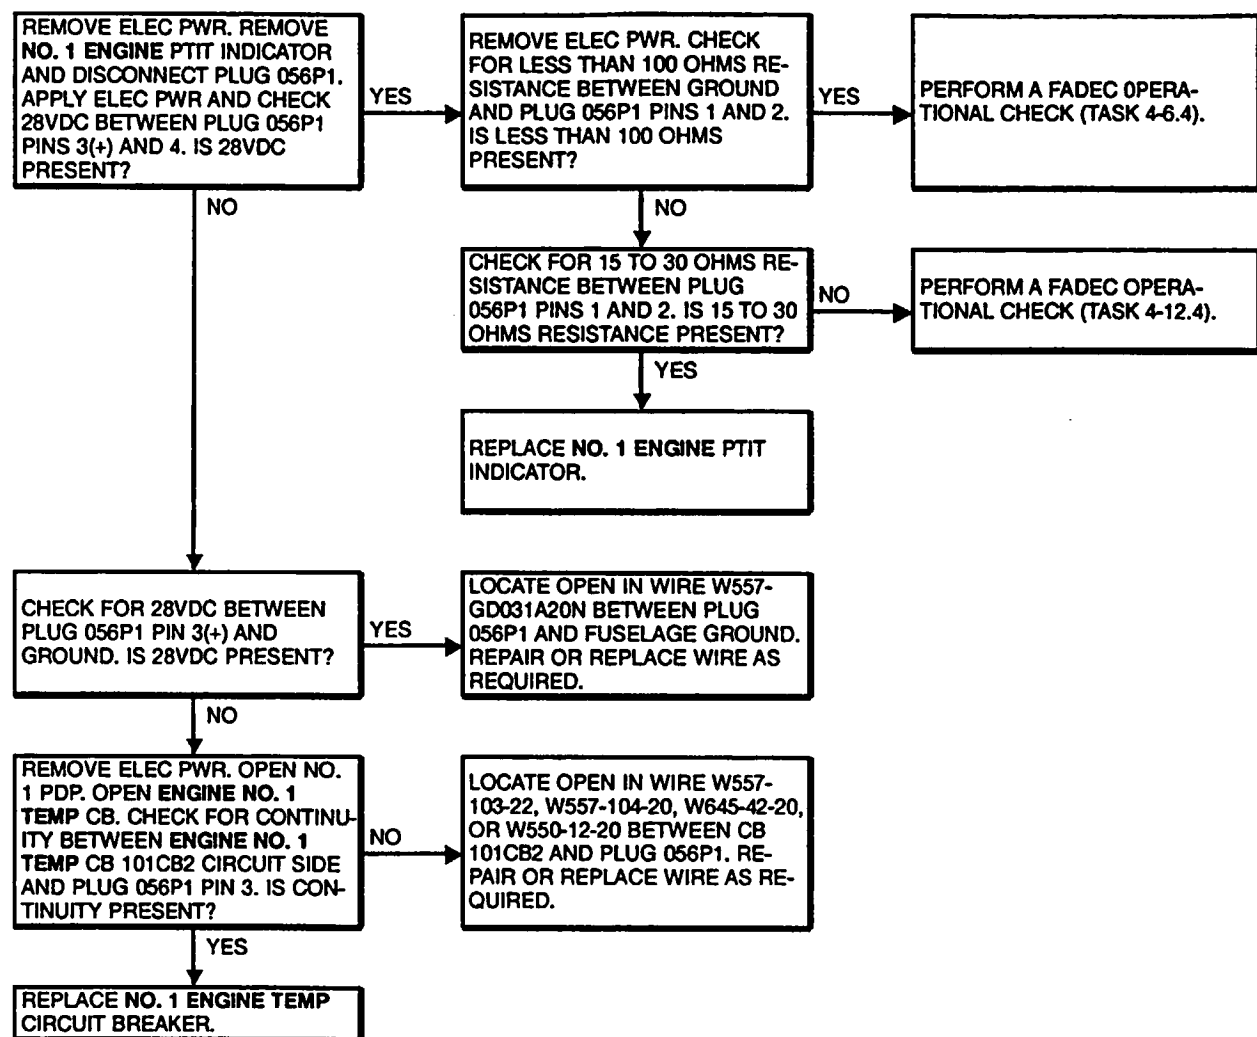 REMOVE ELEC PWR. REMOVE
NO. 1 ENGINE PTIT INDICATOR
AND DISCONNECT PLUG 056P1.
APPLY ELEC PWR AND CHECK
28VDC BETWEEN PLUG 056P1
PINS 3(+) AND 4. IS 28VDC
PRESENT?
YES
REMOVE ELEC PWR. CHECK
FOR LESS THAN 100 OHMS RE-
SISTANCE BETWEEN GROUND
AND PLUG 056P1 PINS 1 AND 2.
IS LESS THAN 100 OHMS
PRESENT?
YES
PERFORM A FADEC OPERA-
TIONAL CHECK (TASK 4-6.4).
NO
NO
CHECK FOR 15 TO 30 OHMS RE-
SISTANCE BETWEEN PLUG
056P1 PINS 1 AND 2. IS 15 TO 30
OHMS RESISTANCE PRESENT?
NO
PERFORM A FADEC OPERA-
TIONAL CHECK (TASK 4-12.4).
YES
REPLACE NO. 1 ENGINE PTIT
INDICATOR.
CHECK FOR 28VDC BETWEEN
PLUG 056P1 PIN 3(+) AND
GROUND. IS 28VDC PRESENT?
YES
LOCATE OPEN IN WIRE W557-
GD031A20N BETWEEN PLUG
056P1 AND FUSELAGE GROUND.
REPAIR OR REPLACE WIRE AS
REQUIRED.
NO
REMOVE ELEC PWR. OPEN NO.
1 PDP. OPEN ENGINE NO. 1
TEMP CB. CHECK FOR CONTINU-
ITY BETWEEN ENGINE NO. 1
TEMP CB 101CB2 CIRCUIT SIDE
AND PLUG 056P1 PIN 3. IS CON-
TINUITY PRESENT?
NO
LOCATE OPEN IN WIRE W557-
103-22, W557-104-20, W645-42-20,
OR W550-12-20 BETWEEN CB
101CB2 AND PLUG 056P1. RE-
PAIR OR REPLACE WIRE AS RE-
QUIRED.
YES
REPLACE NO. 1 ENGINE TEMP
CIRCUIT BREAKER.